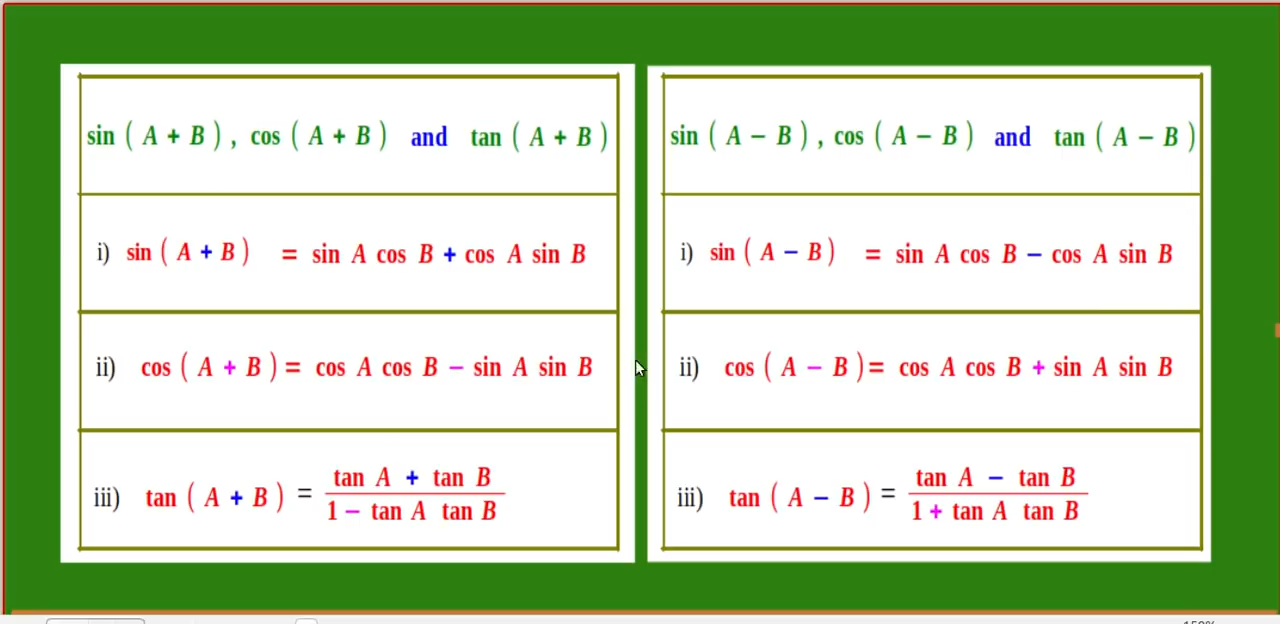 sin ( A + B ) , cos ( A + B ) and tan ( A + B )
i) sin ( A + B ) = sin A cos B + cos A sin B
ii) cos ( A + B ) = cos A cos B − sin A sin B
iii) tan ( A + B ) = tan A + tan B
1 − tan A tan B
sin ( A − B ) , cos ( A − B ) and tan ( A − B )
i) sin ( A − B ) = sin A cos B − cos A sin B
ii) cos ( A − B ) = cos A cos B + sin A sin B
iii) tan ( A − B ) = tan A − tan B
1 + tan A tan B